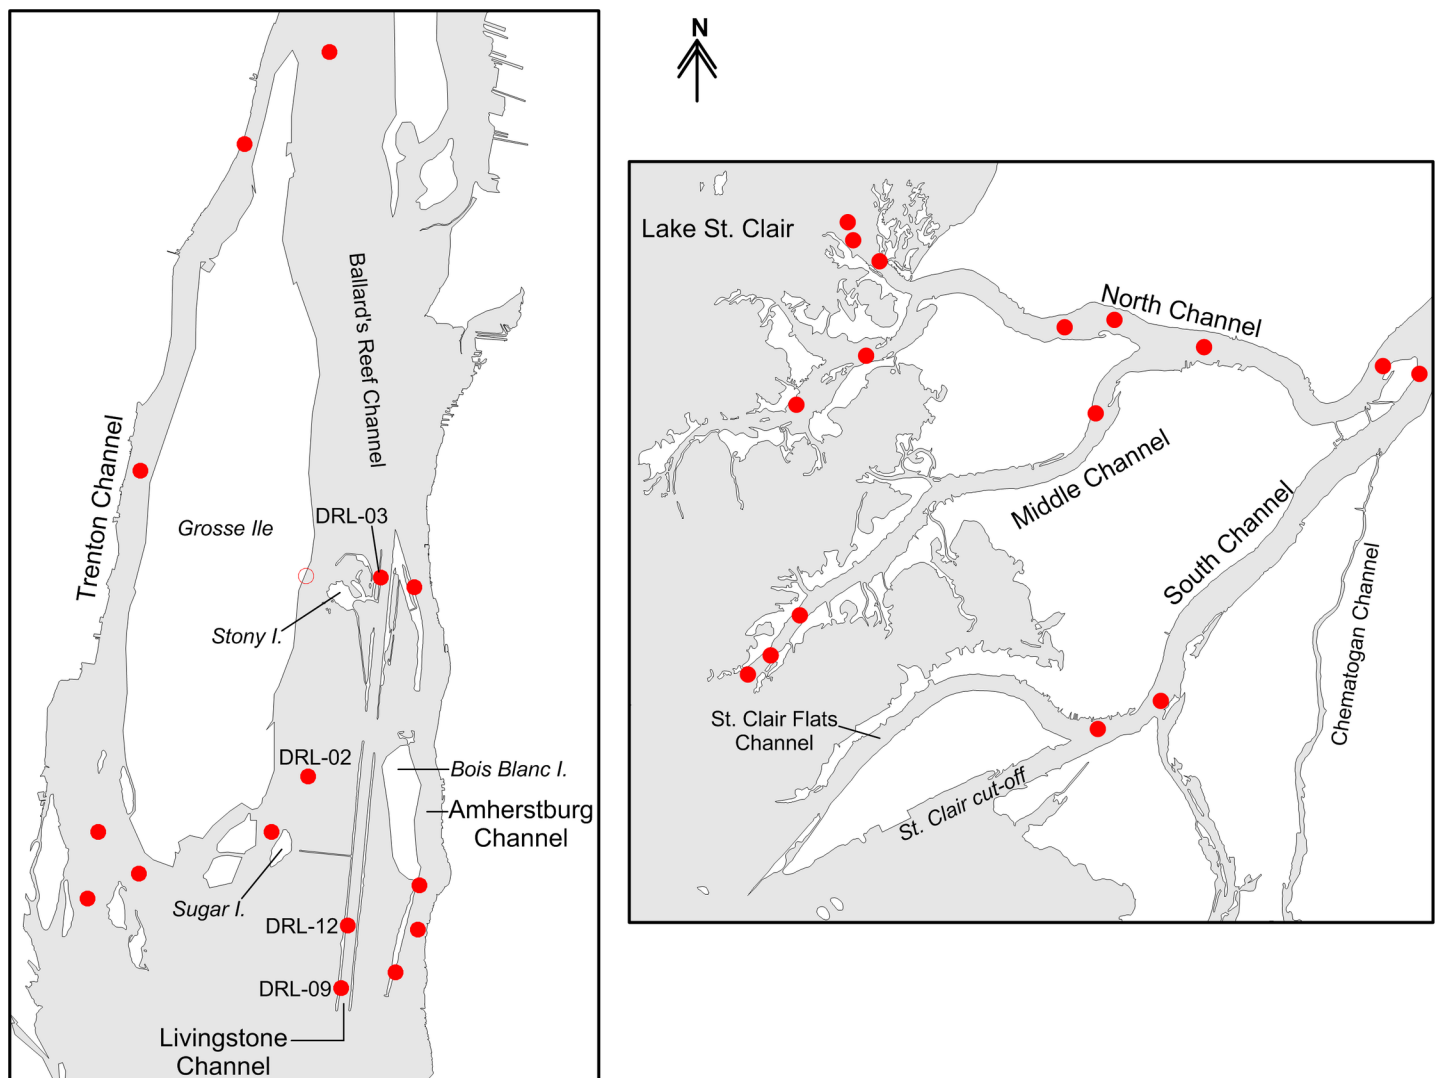 N
Ballard's Reef Channel
Trenton Channel
Grosse Ile
DRL-03
Stony I.
DRL-02
Bois Blanc I.
Amherstburg
Channel
Sugar I.
DRL-12
DRL-09
Livingstone
Channel
Lake St. Clair
North Channel
Middle Channel
South Channel
Chematogan Channel
St. Clair Flats
Channel
St. Clair cut-off